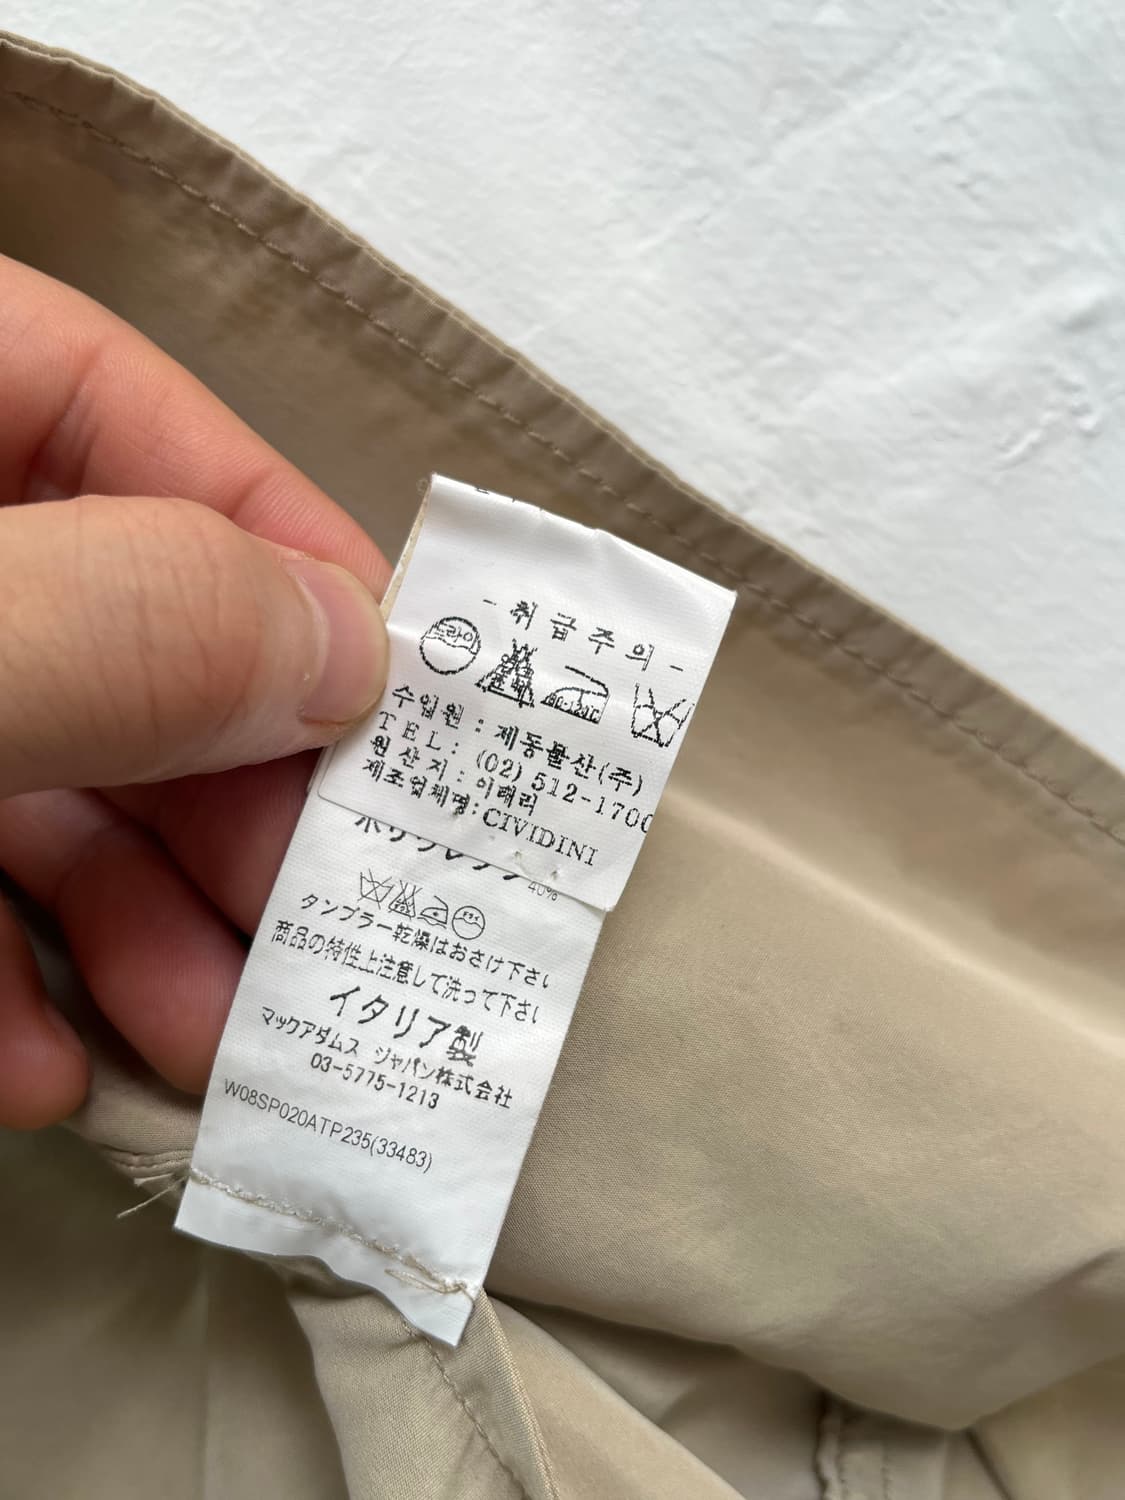 - 취급주의 -
드라이
80-120℃
수입원 : 제동물산(주)
TEL : (02) 512-1700
원산지 : 이태리
제조업체명 : CIVIDINI
40%
タンブラー乾燥はおさけ下さい
商品の特性上注意して洗って下さい
イタリア製
マックアダムス ジャパン株式会社
03-5775-1213
W08SP020ATP235(33483)